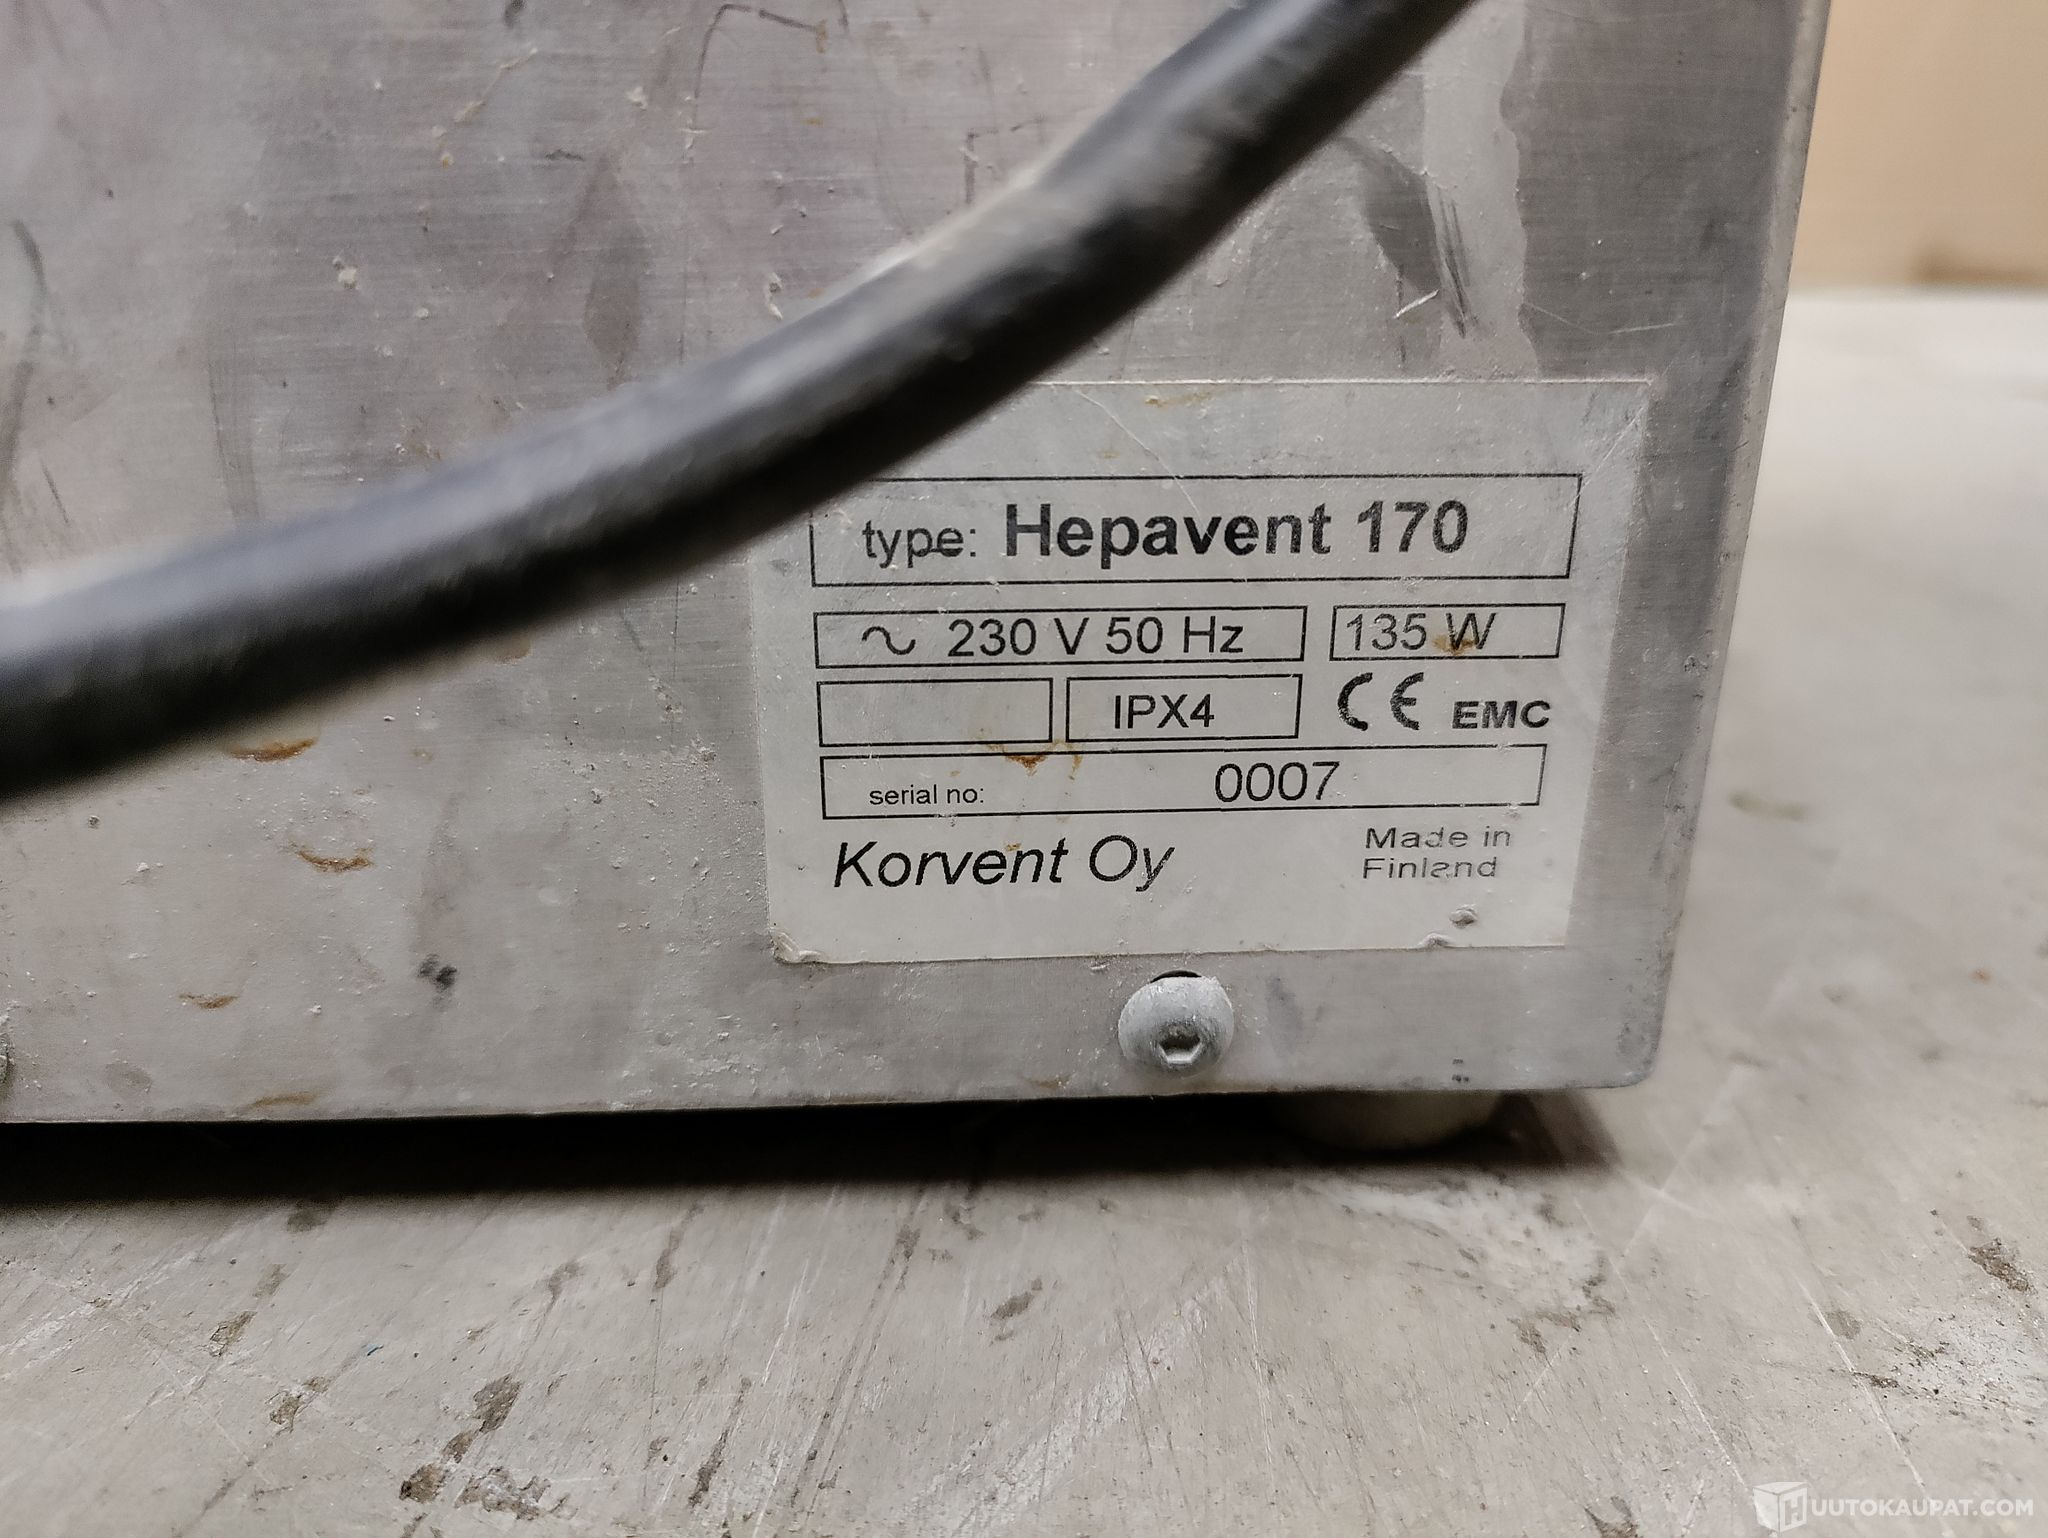 type: Hepavent 170
~ 230 V 50 Hz 135 W
IPX4 CE EMC
serial no: 0007
Korvent Oy
Made in
Finland
HUUTOKAUPAT.COM